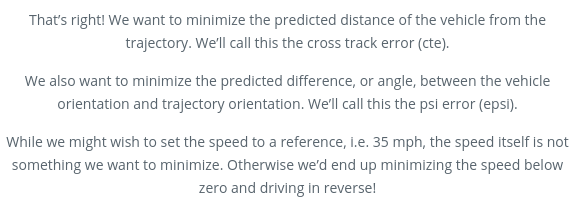 That's right! We want to minimize the predicted distance of the vehicle from the
trajectory. We'll call this the cross track error (cte).
We also want to minimize the predicted difference, or angle, between the vehicle
orientation and trajectory orientation. We'll call this the psi error (epsi).
While we might wish to set the speed to a reference, i.e. 35 mph, the speed itself is not
something we want to minimize. Otherwise we'd end up minimizing the speed below
zero and driving in reverse!